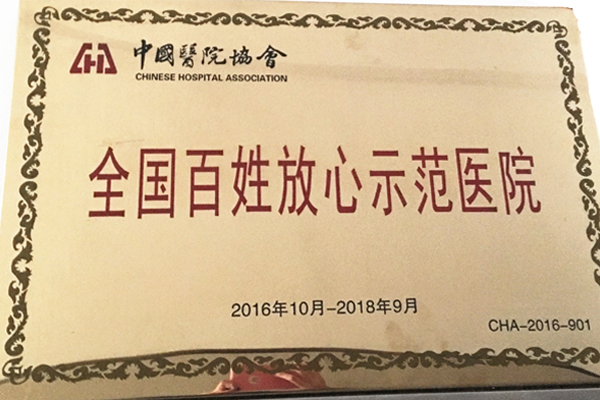 CHA 中國醫院協會
CHINESE HOSPITAL ASSOCIATION
全国百姓放心示范医院
2016年10月-2018年9月
CHA-2016-901